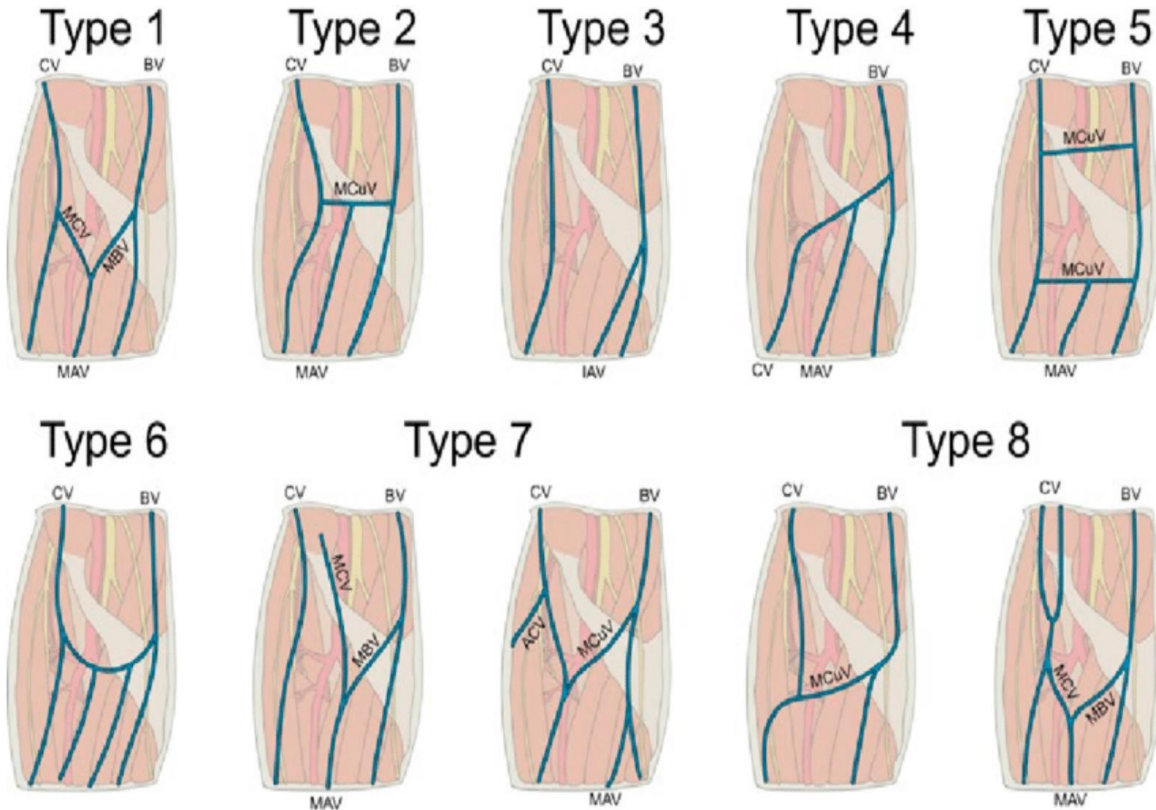 Type 1 Type 2 Type 3 Type 4 Type 5
CV BV CV BV CV BV BV CV BV
MCuV
MCuV
MCV MBV
MCuV
MAV MAV IAV CV MAV MAV
Type 6 Type 7 Type 8
CV BV CV BV CV BV CV BV CV BV
MCV
ACV MCuV
MBV
MCuV MCV MBV
MAV MAV MAV